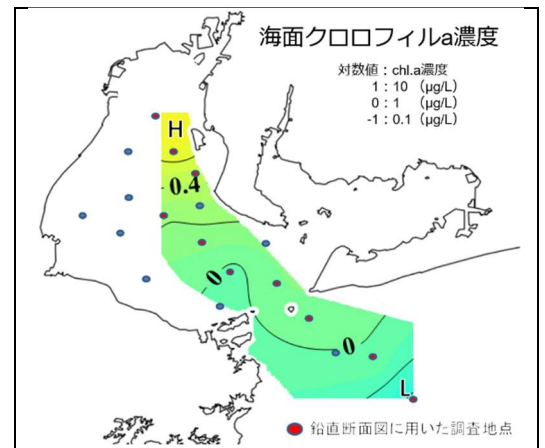 海面クロロフィルa濃度
対数値:chl.a濃度
1:10 (μg/L)
0:1 (μg/L)
-1:0.1 (μg/L)
H
0.4
0
0
L
鉛直断面図に用いた調査地点